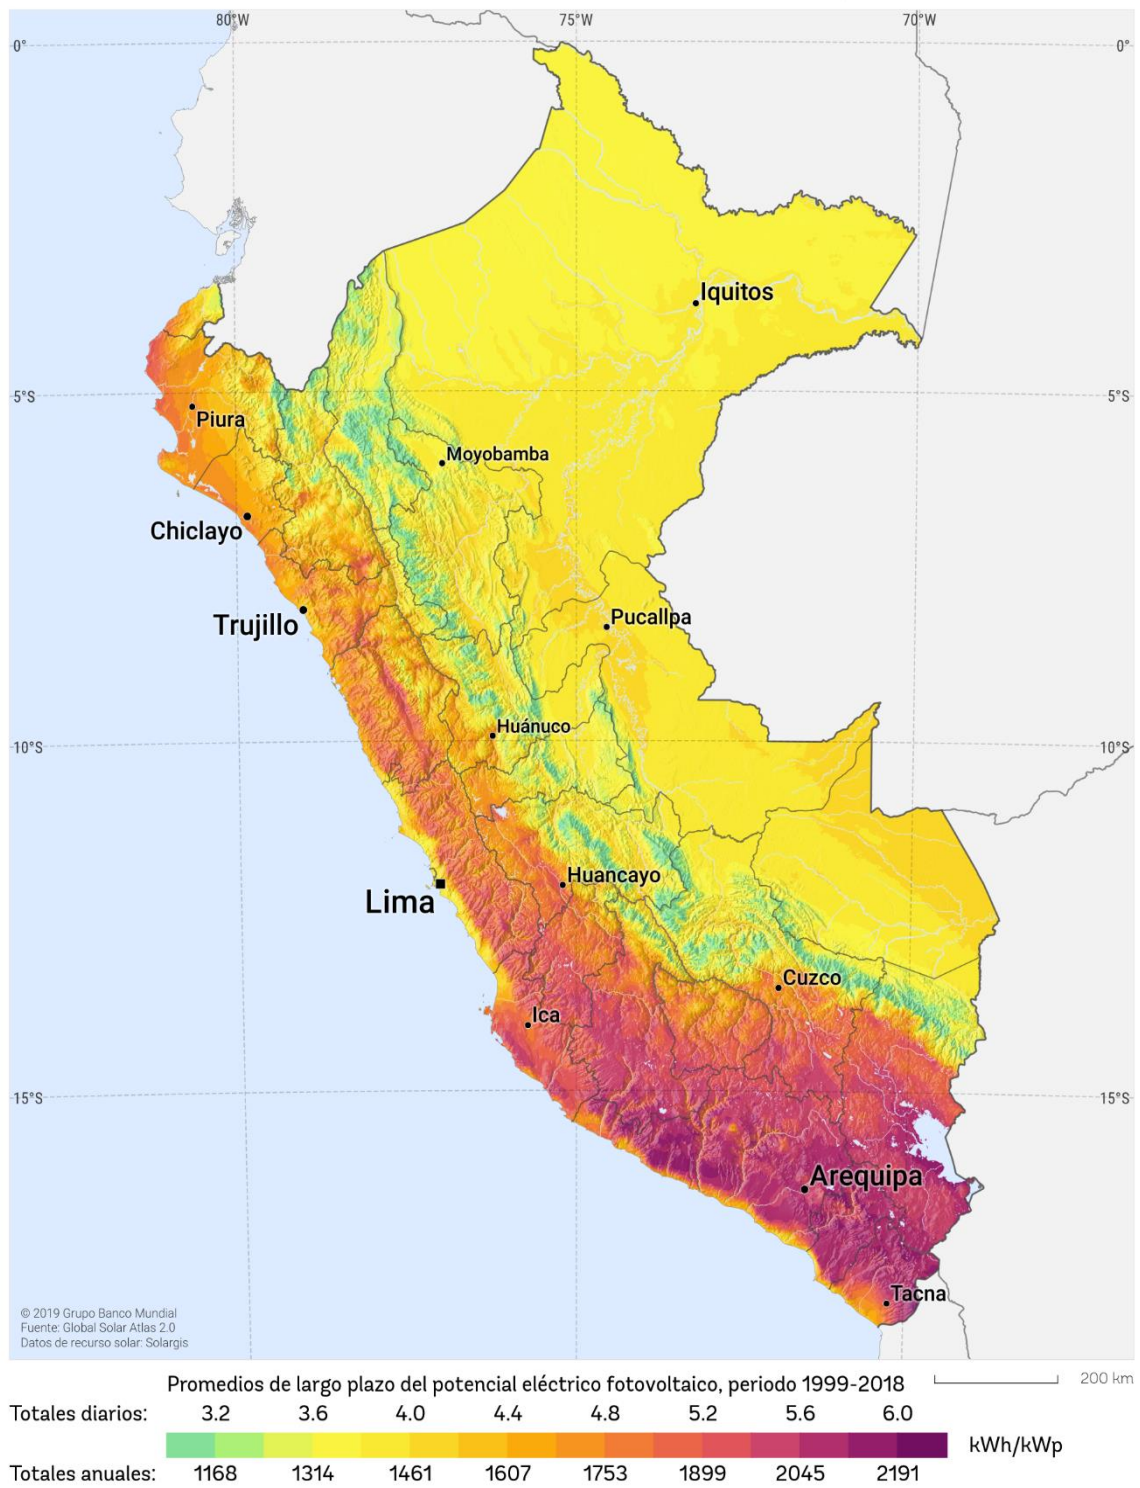 80°W 75°W 70°W
0° 0°
Iquitos
5°S 5°S
Piura
Moyobamba
Chiclayo
Trujillo
Pucallpa
Huánuco
10°S 10°S
Huancayo
Lima
Cuzco
Ica
15°S 15°S
Arequipa
Tacna
© 2019 Grupo Banco Mundial
Fuente: Global Solar Atlas 2.0
Datos de recurso solar: Solargis
Promedios de largo plazo del potencial eléctrico fotovoltaico, periodo 1999-2018 200 km
Totales diarios: 3.2 3.6 4.0 4.4 4.8 5.2 5.6 6.0
kWh/kWp
Totales anuales: 1168 1314 1461 1607 1753 1899 2045 2191